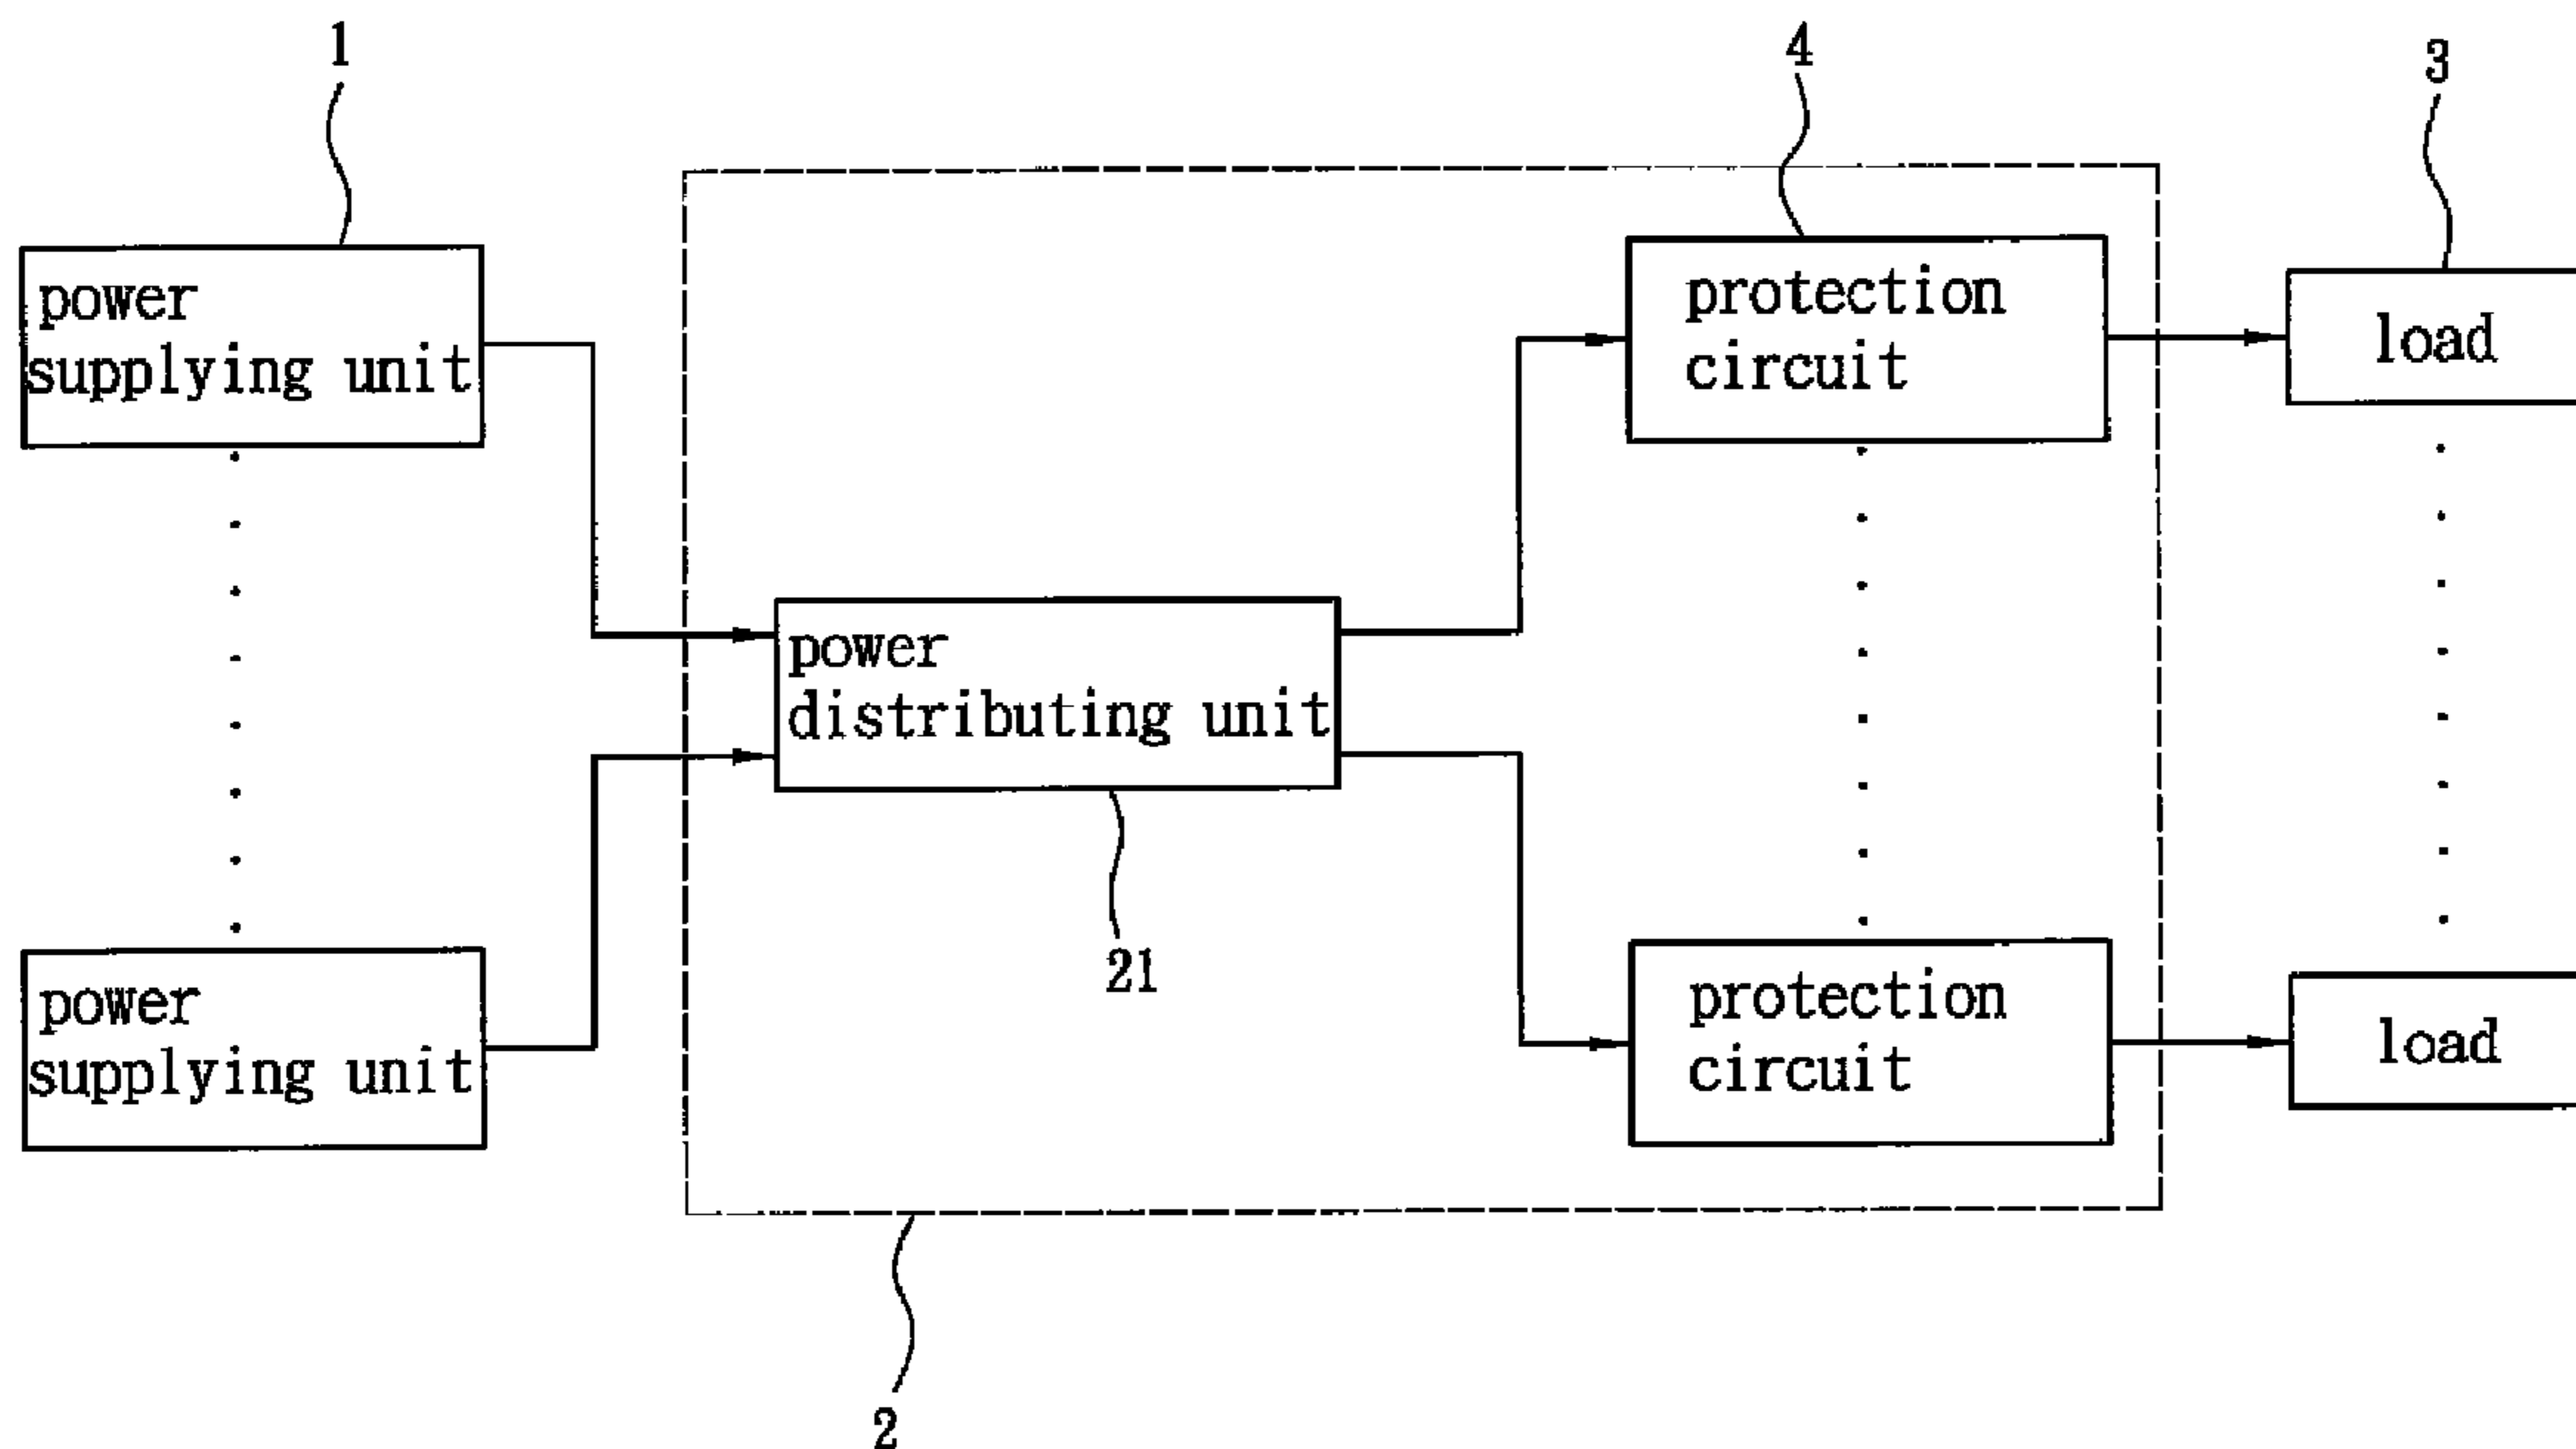 1
4
3
power
supplying unit
protection
circuit
load
power
distributing unit
21
power
supplying unit
protection
circuit
load
2